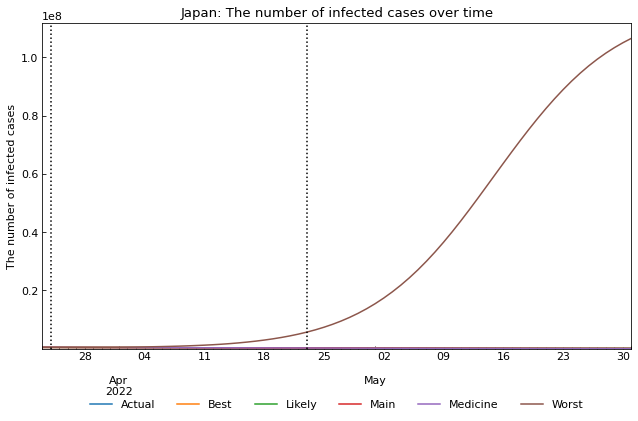 Japan: The number of infected cases over time
1e8
1.0
0.8
0.6
0.4
0.2
The number of infected cases
28 04 11 18 25 02 09 16 23 30
Apr May
2022
Actual Best Likely Main Medicine Worst